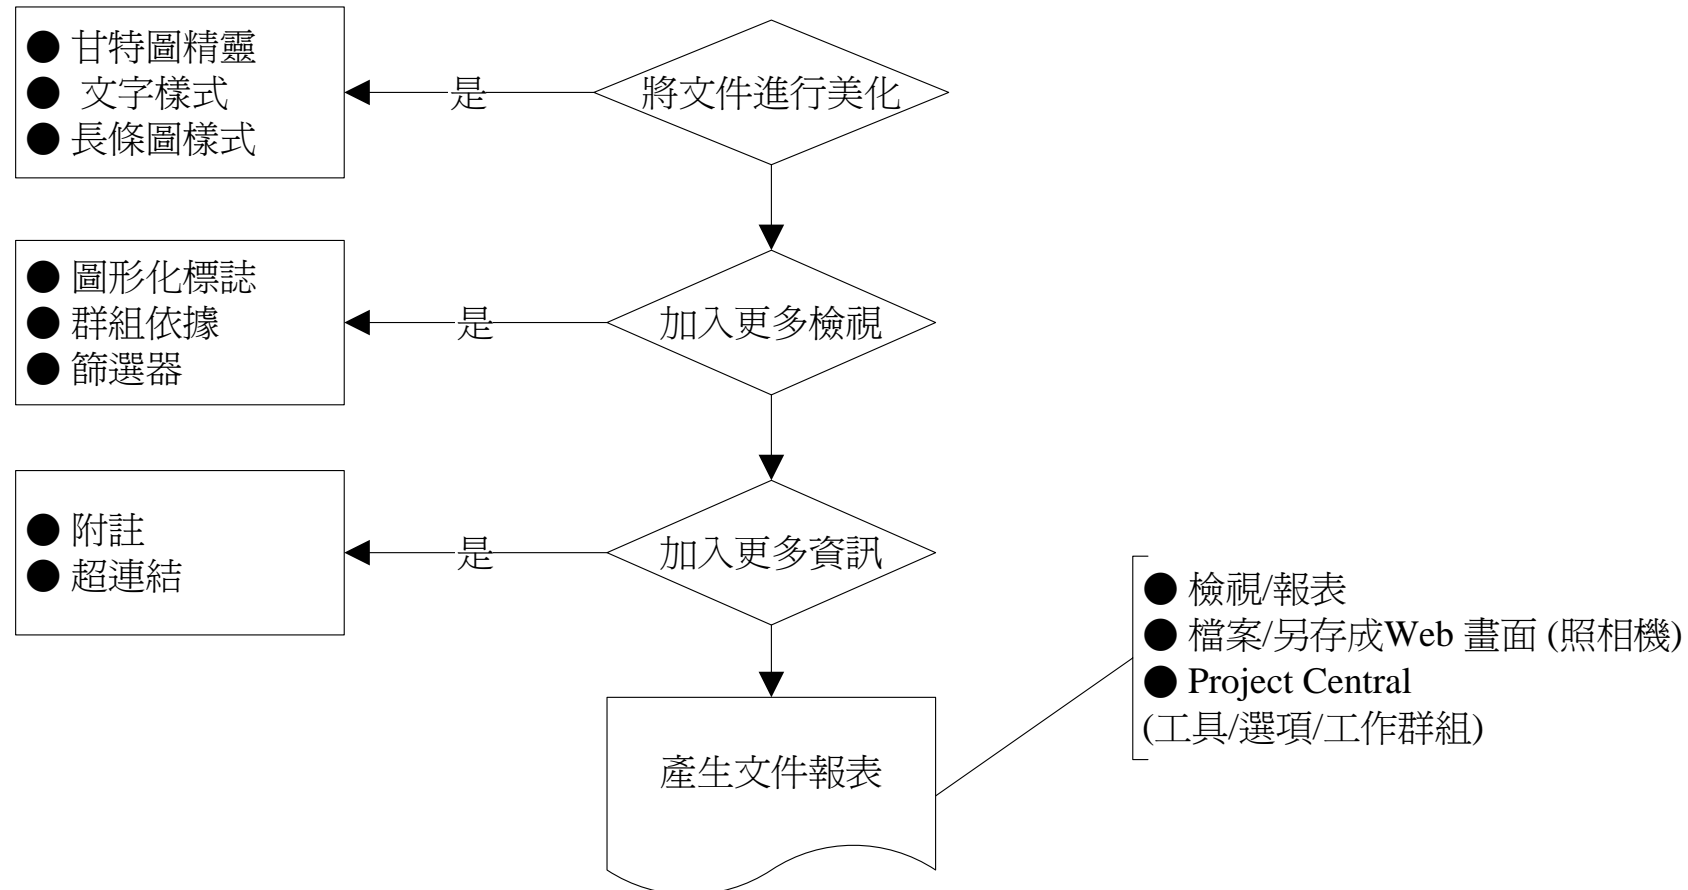 ● 甘特圖精靈
● 文字樣式
● 長條圖樣式
是
將文件進行美化
● 圖形化標誌
● 群組依據
● 篩選器
是
加入更多檢視
● 附註
● 超連結
是
加入更多資訊
● 檢視/報表
● 檔案/另存成Web 畫面 (照相機)
● Project Central
(工具/選項/工作群組)
產生文件報表